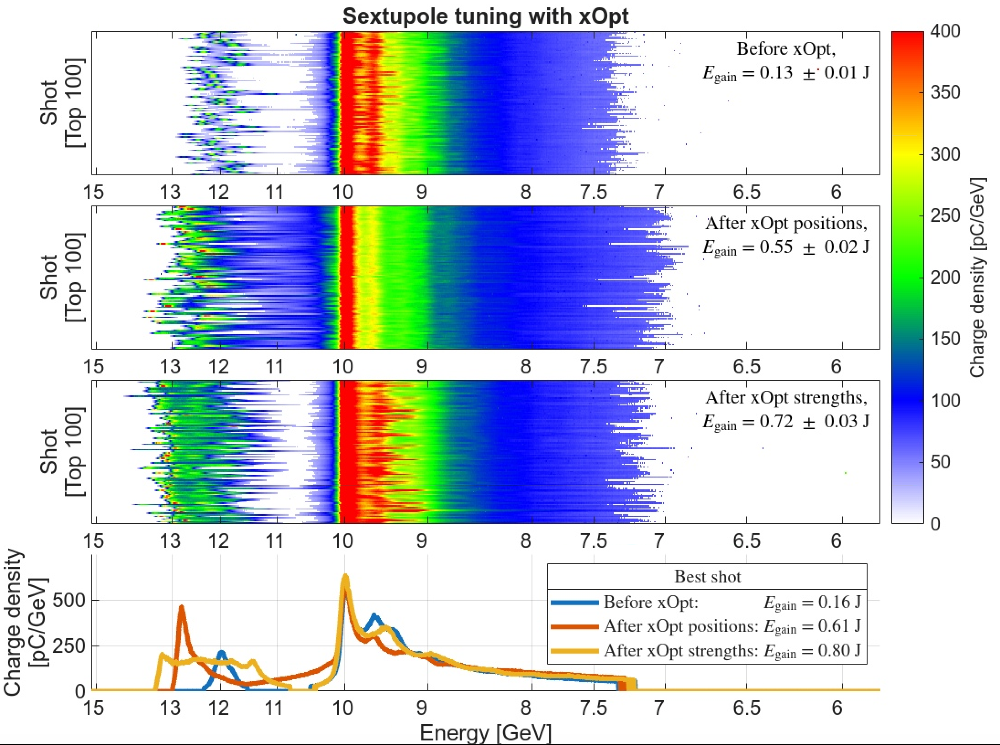 Sextupole tuning with xOpt
Shot
[Top 100]
Before xOpt,
E_gain = 0.13 ± 0.01 J
15 13 12 11 10 9 8 7.5 7 6.5 6
Shot
[Top 100]
After xOpt positions,
E_gain = 0.55 ± 0.02 J
15 13 12 11 10 9 8 7.5 7 6.5 6
Shot
[Top 100]
After xOpt strengths,
E_gain = 0.72 ± 0.03 J
15 13 12 11 10 9 8 7.5 7 6.5 6
400
350
300
250
200
150
100
50
0
Charge density [pC/GeV]
Charge density
[pC/GeV]
500
250
0
Best shot
Before xOpt: E_gain = 0.16 J
After xOpt positions: E_gain = 0.61 J
After xOpt strengths: E_gain = 0.80 J
15 13 12 11 10 9 8 7.5 7 6.5 6
Energy [GeV]